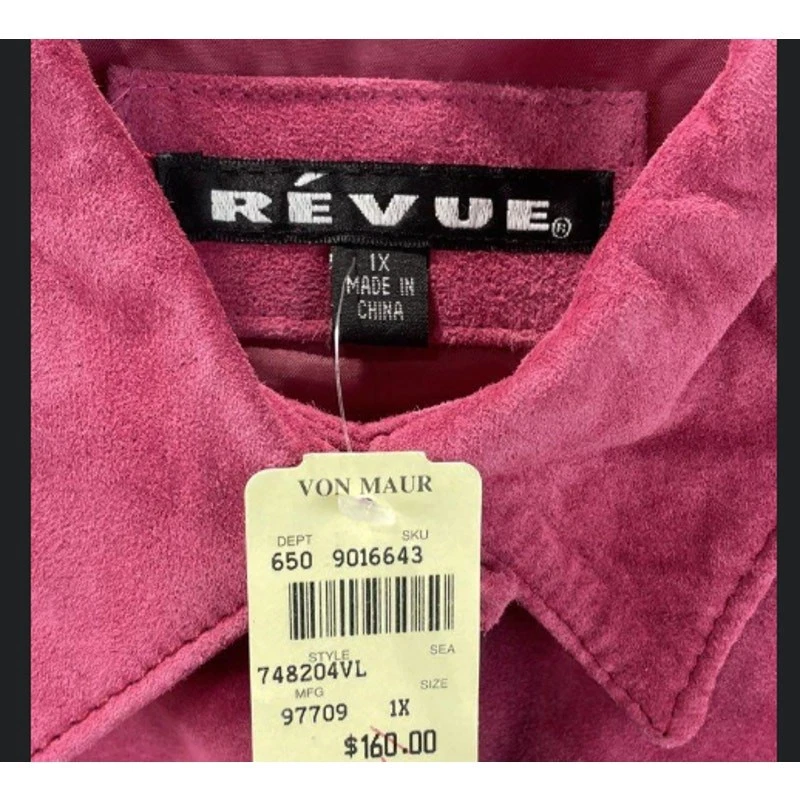 RÉVUE®
1X
MADE IN
CHINA
VON MAUR
DEPT SKU
650 9016643
STYLE SEA
748204VL
MFG SIZE
97709 1X
$160.00